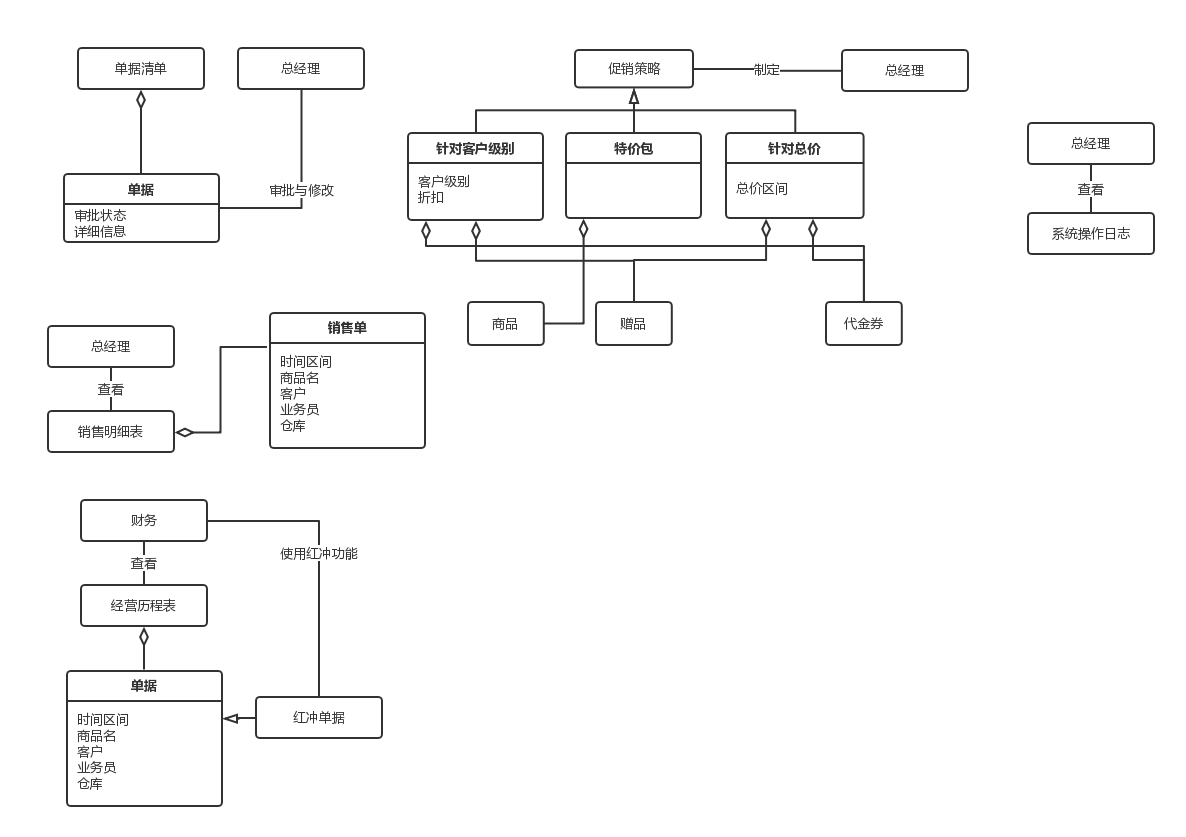 单据清单
总经理
单据
审批状态
详细信息
审批与修改
促销策略
制定
总经理
针对客户级别
客户级别
折扣
特价包
针对总价
总价区间
商品
赠品
代金券
总经理
查看
系统操作日志
总经理
查看
销售明细表
销售单
时间区间
商品名
客户
业务员
仓库
财务
查看
经营历程表
使用红冲功能
单据
时间区间
商品名
客户
业务员
仓库
红冲单据